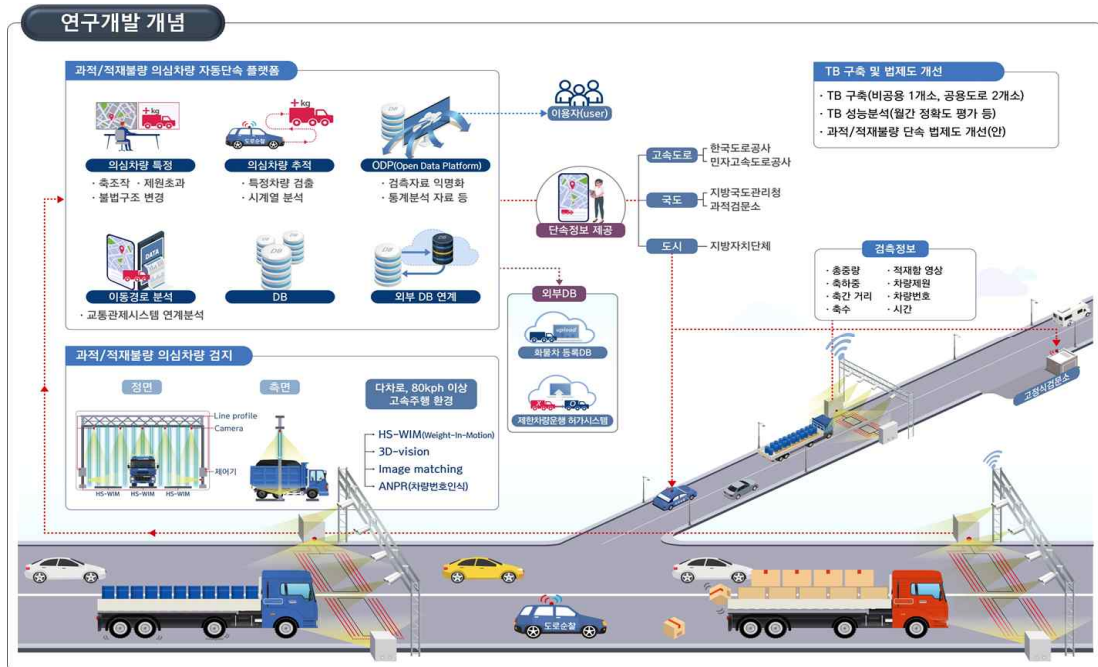 연구개발 개념
과적/적재불량 의심차량 자동단속 플랫폼
+kg
의심차량 특정
· 축조작 · 제원초과
· 불법구조 변경
+kg
도로순찰
의심차량 추적
· 특정차량 검출
· 시계열 분석
DB
ODP(Open Data Platform)
· 검측자료 익명화
· 통계분석 자료 등
DATA
이동경로 분석
· 교통관제시스템 연계분석
DB
DB
DB
DB
외부 DB 연계
이용자(user)
단속정보 제공
고속도로
한국도로공사
민자고속도로공사
국도
지방국도관리청
과적검문소
도시
지방자치단체
외부DB
upload
화물차 등록DB
제한차량운행 허가시스템
TB 구축 및 법제도 개선
· TB 구축(비공용 1개소, 공용도로 2개소)
· TB 성능분석(월간 정확도 평가 등)
· 과적/적재불량 단속 법제도 개선(안)
검측정보
· 총중량
· 축하중
· 축간 거리
· 축수
· 적재함 영상
· 차량제원
· 차량번호
· 시간
고정식검문소
과적/적재불량 의심차량 검지
정면
측면
Line profile
Camera
제어기
HS-WIM
HS-WIM
HS-WIM
다차로, 80kph 이상
고속주행 환경
HS-WIM(Weight-In-Motion)
3D-vision
Image matching
ANPR(차량번호인식)
도로순찰